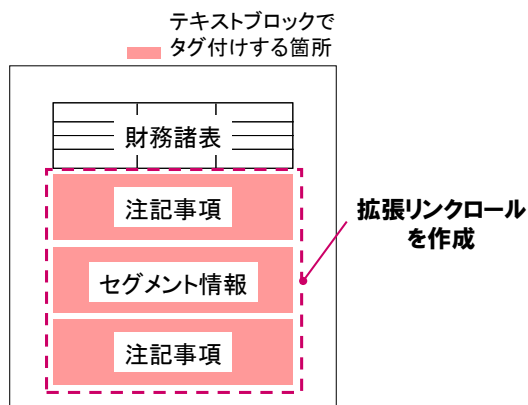 テキストブロックで
タグ付けする箇所
財務諸表
注記事項
拡張リンクロール
を作成
セグメント情報
注記事項